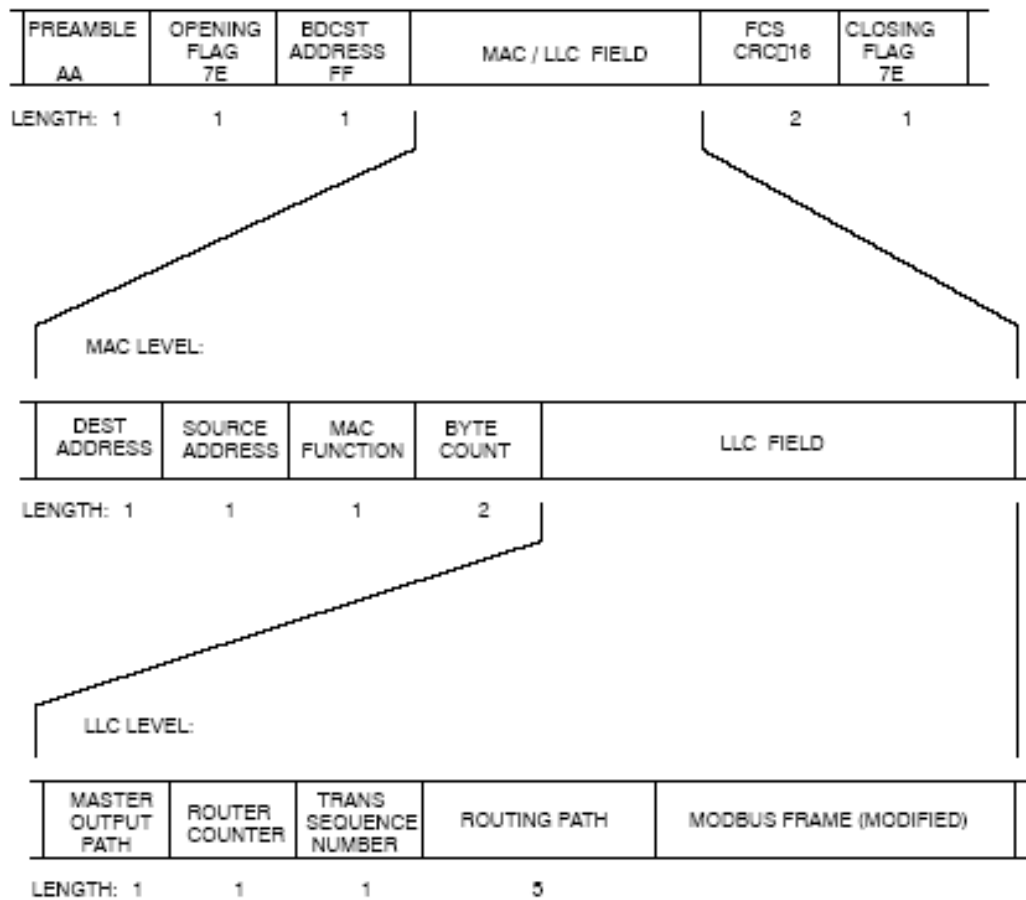 PREAMBLE
AA
OPENING
FLAG
7E
BDCST
ADDRESS
FF
MAC / LLC FIELD
FCS
CRC▯16
CLOSING
FLAG
7E
LENGTH: 1 1 1 2 1
MAC LEVEL:
DEST
ADDRESS
SOURCE
ADDRESS
MAC
FUNCTION
BYTE
COUNT
LLC FIELD
LENGTH: 1 1 1 2
LLC LEVEL:
MASTER
OUTPUT
PATH
ROUTER
COUNTER
TRANS
SEQUENCE
NUMBER
ROUTING PATH
MODBUS FRAME (MODIFIED)
LENGTH: 1 1 1 5